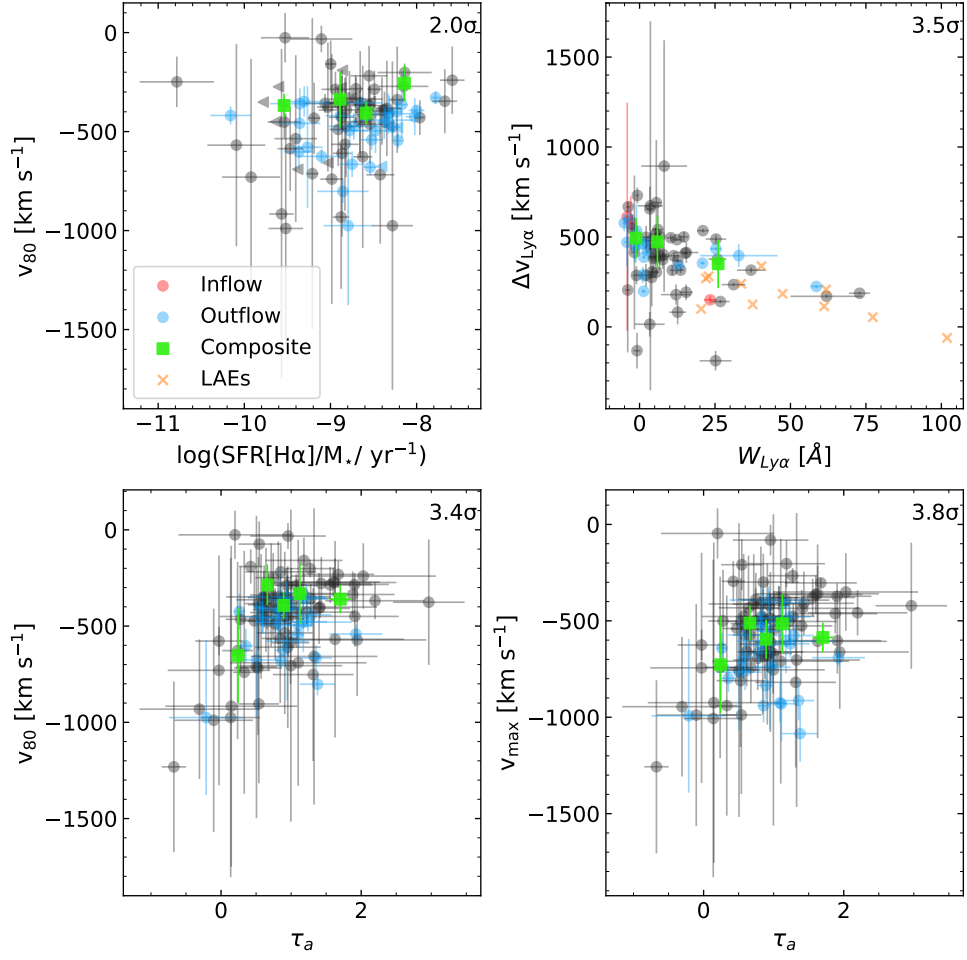 0
−500
−1000
−1500
v80 [km s−1]
2.0σ
Inflow
Outflow
Composite
LAEs
−11
−10
−9
−8
log(SFR[Hα]/M⋆/ yr−1)
1500
1000
500
0
ΔvLyα [km s−1]
3.5σ
0
25
50
75
100
WLyα [Å]
0
−500
−1000
−1500
v80 [km s−1]
3.4σ
0
2
τa
0
−500
−1000
−1500
vmax [km s−1]
3.8σ
0
2
τa